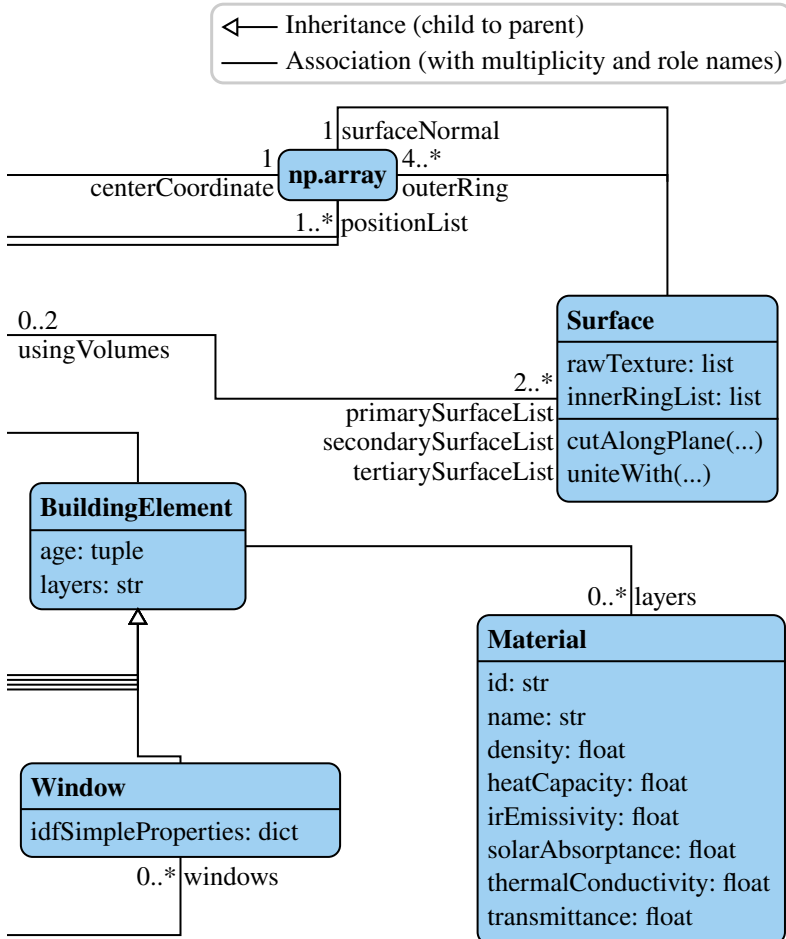 Inheritance (child to parent)
Association (with multiplicity and role names)
1 surfaceNormal
1
4..*
centerCoordinate
np.array
outerRing
1..* positionList
0..2
usingVolumes
Surface
rawTexture: list
innerRingList: list
2..*
primarySurfaceList
secondarySurfaceList
tertiarySurfaceList
cutAlongPlane(...)
uniteWith(...)
BuildingElement
age: tuple
layers: str
0..* layers
Material
id: str
name: str
density: float
heatCapacity: float
irEmissivity: float
solarAbsorptance: float
thermalConductivity: float
transmittance: float
Window
idfSimpleProperties: dict
0..* windows